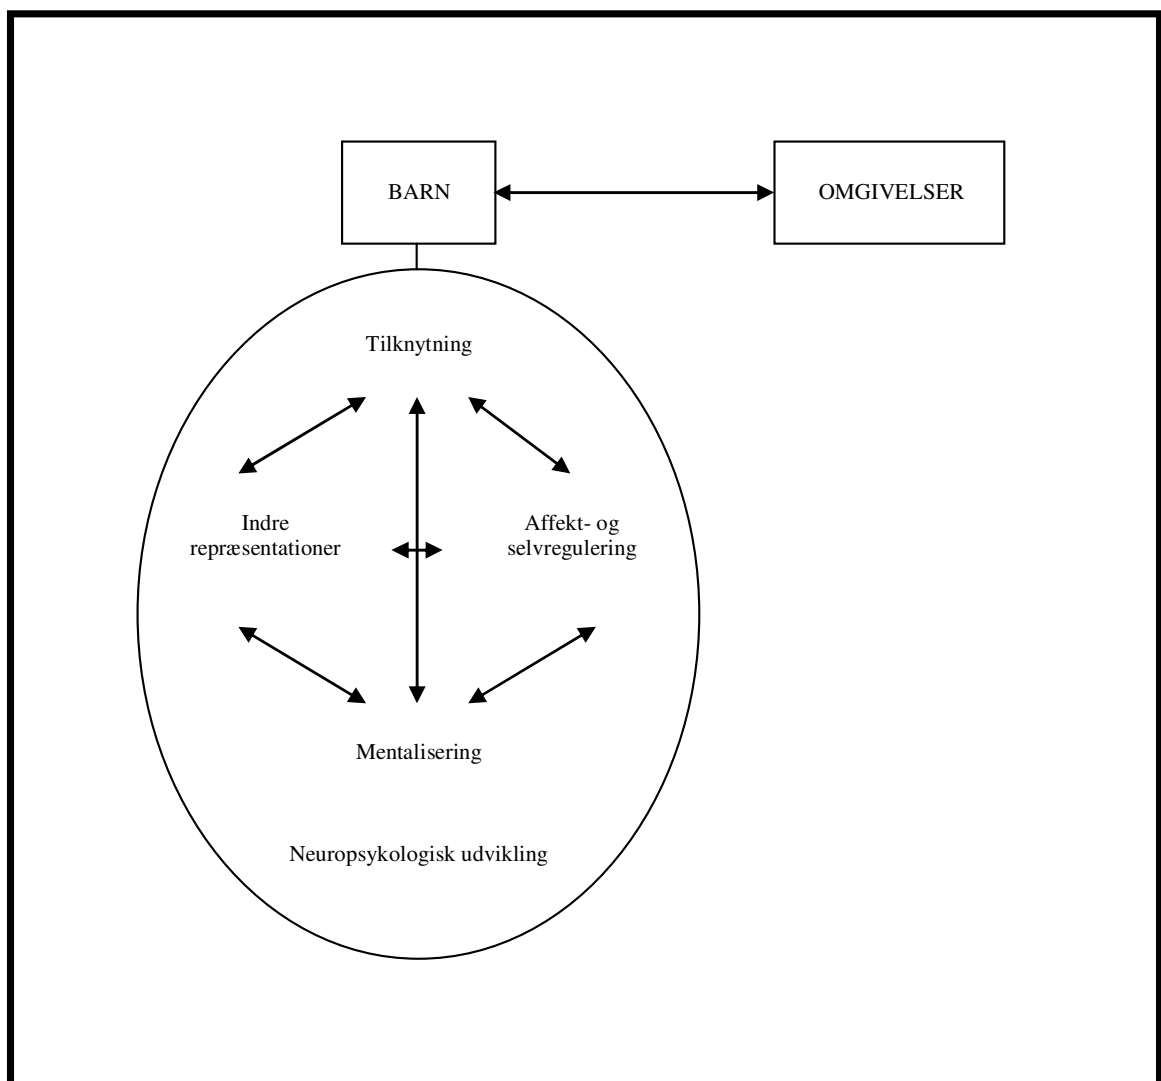 BARN
OMGIVELSER
Tilknytning
Indre
repræsentationer
Affekt- og
selvregulering
Mentalisering
Neuropsykologisk udvikling